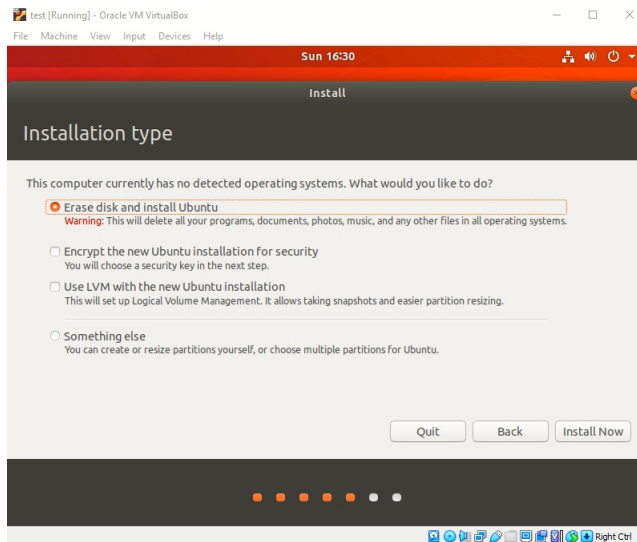 test [Running] - Oracle VM VirtualBox
File Machine View Input Devices Help
Sun 16:30
Install
Installation type
This computer currently has no detected operating systems. What would you like to do?
Erase disk and install Ubuntu
Warning: This will delete all your programs, documents, photos, music, and any other files in all operating systems.
Encrypt the new Ubuntu installation for security
You will choose a security key in the next step.
Use LVM with the new Ubuntu installation
This will set up Logical Volume Management. It allows taking snapshots and easier partition resizing.
Something else
You can create or resize partitions yourself, or choose multiple partitions for Ubuntu.
Quit Back Install Now
Right Ctrl